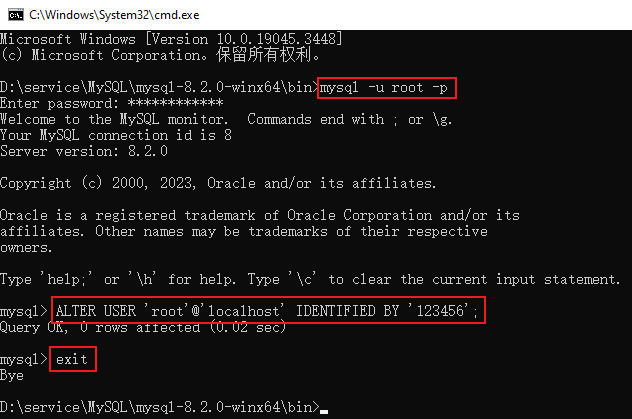 C:\Windows\System32\cmd.exe
Microsoft Windows [Version 10.0.19045.3448]
(c) Microsoft Corporation。保留所有权利。
D:\service\MySQL\mysql-8.2.0-winx64\bin>mysql -u root -p
Enter password: ************
Welcome to the MySQL monitor.  Commands end with ; or \g.
Your MySQL connection id is 8
Server version: 8.2.0
Copyright (c) 2000, 2023, Oracle and/or its affiliates.
Oracle is a registered trademark of Oracle Corporation and/or its
affiliates. Other names may be trademarks of their respective
owners.
Type 'help;' or '\h' for help. Type '\c' to clear the current input statement.
mysql> ALTER USER 'root'@'localhost' IDENTIFIED BY '123456';
Query OK, 0 rows affected (0.02 sec)
mysql> exit
Bye
D:\service\MySQL\mysql-8.2.0-winx64\bin>